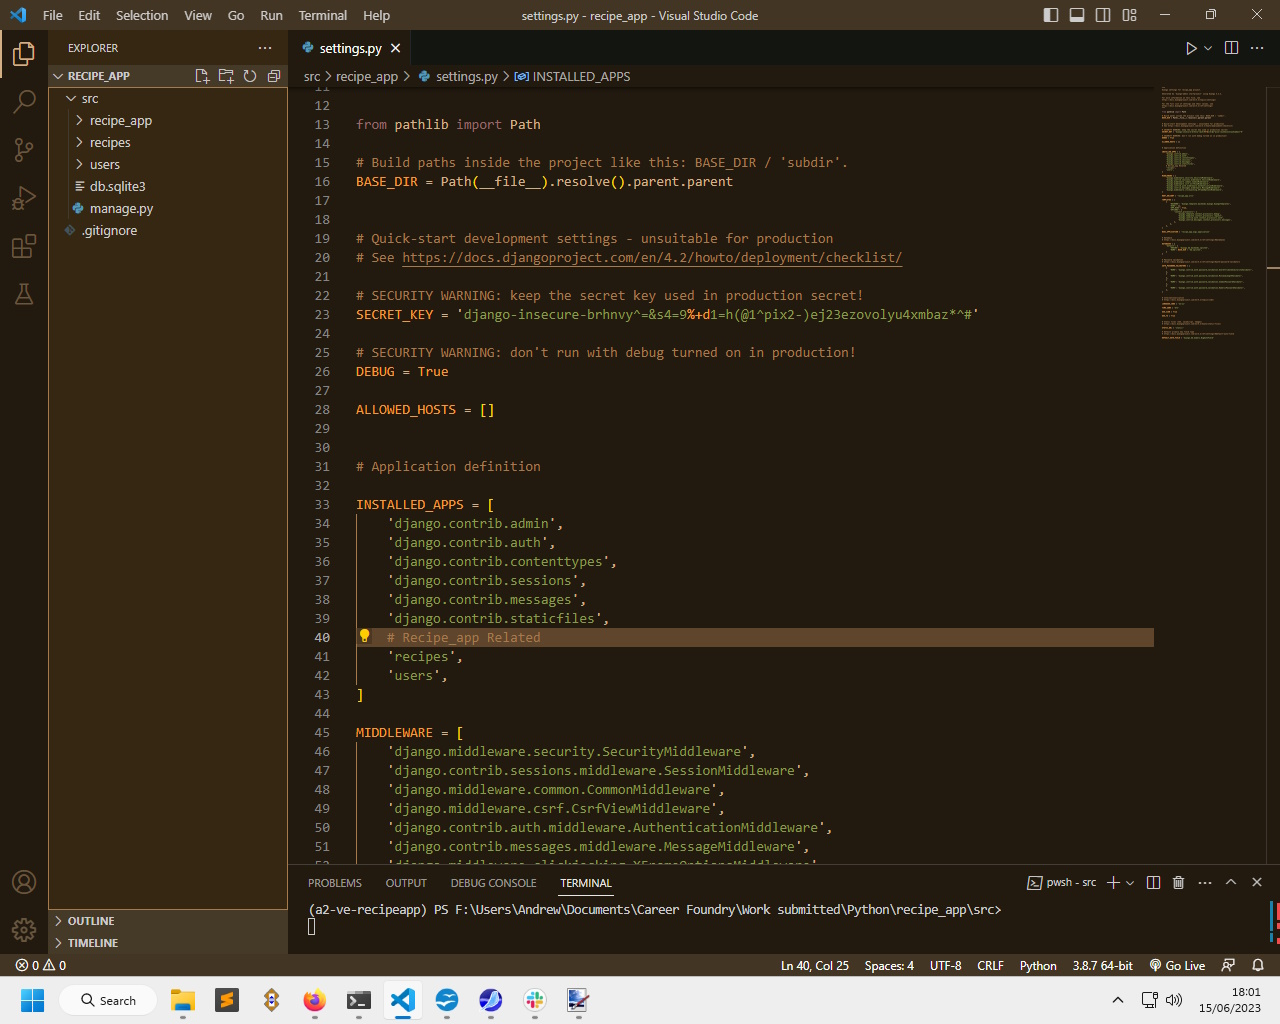 File Edit Selection View Go Run Terminal Help
settings.py - recipe_app - Visual Studio Code
EXPLORER
RECIPE_APP
src
recipe_app
recipes
users
db.sqlite3
manage.py
.gitignore
OUTLINE
TIMELINE
settings.py
src > recipe_app > settings.py > INSTALLED_APPS
11
12
13 from pathlib import Path
14
15 # Build paths inside the project like this: BASE_DIR / 'subdir'.
16 BASE_DIR = Path(__file__).resolve().parent.parent
17
18
19 # Quick-start development settings - unsuitable for production
20 # See https://docs.djangoproject.com/en/4.2/howto/deployment/checklist/
21
22 # SECURITY WARNING: keep the secret key used in production secret!
23 SECRET_KEY = 'django-insecure-brhnvy^=&s4=9%+d1=h(@1^pix2-)ej23ezovolyu4xmbaz*^#'
24
25 # SECURITY WARNING: don't run with debug turned on in production!
26 DEBUG = True
27
28 ALLOWED_HOSTS = []
29
30
31 # Application definition
32
33 INSTALLED_APPS = [
34 'django.contrib.admin',
35 'django.contrib.auth',
36 'django.contrib.contenttypes',
37 'django.contrib.sessions',
38 'django.contrib.messages',
39 'django.contrib.staticfiles',
40 # Recipe_app Related
41 'recipes',
42 'users',
43 ]
44
45 MIDDLEWARE = [
46 'django.middleware.security.SecurityMiddleware',
47 'django.contrib.sessions.middleware.SessionMiddleware',
48 'django.middleware.common.CommonMiddleware',
49 'django.middleware.csrf.CsrfViewMiddleware',
50 'django.contrib.auth.middleware.AuthenticationMiddleware',
51 'django.contrib.messages.middleware.MessageMiddleware',
52 'django.middleware.clickjacking.XFrameOptionsMiddleware'
PROBLEMS OUTPUT DEBUG CONSOLE TERMINAL
pwsh - src
(a2-ve-recipeapp) PS F:\Users\Andrew\Documents\Career Foundry\Work submitted\Python\recipe_app\src>
0 0
Ln 40, Col 25 Spaces: 4 UTF-8 CRLF Python 3.8.7 64-bit Go Live
Search
18:01
15/06/2023